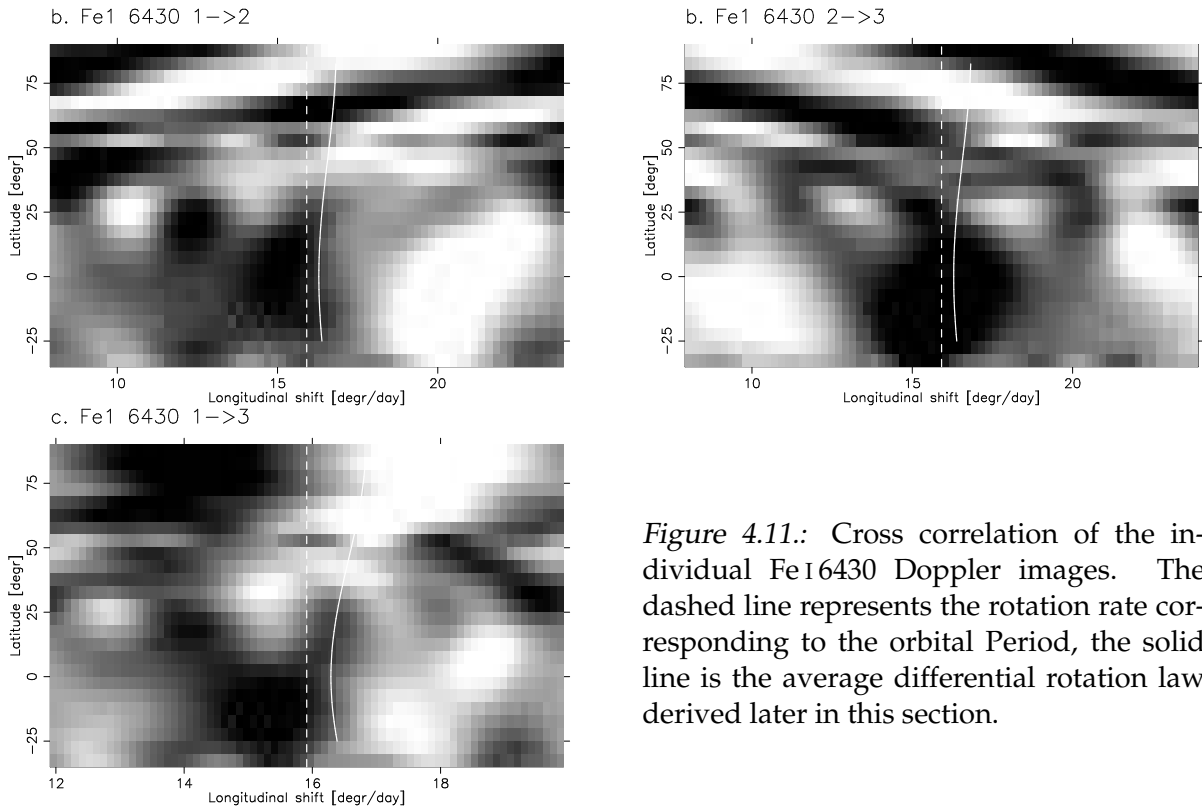 b. Fe1 6430 1->2
75
50
25
0
-25
Latitude [degr]
10
15
20
Longitudinal shift [degr/day]
b. Fe1 6430 2->3
75
50
25
0
-25
Latitude [degr]
10
15
20
Longitudinal shift [degr/day]
c. Fe1 6430 1->3
75
50
25
0
-25
Latitude [degr]
12
14
16
18
Longitudinal shift [degr/day]
Figure 4.11.: Cross correlation of the in-
dividual Fe I 6430 Doppler images. The
dashed line represents the rotation rate cor-
responding to the orbital Period, the solid
line is the average differential rotation law
derived later in this section.